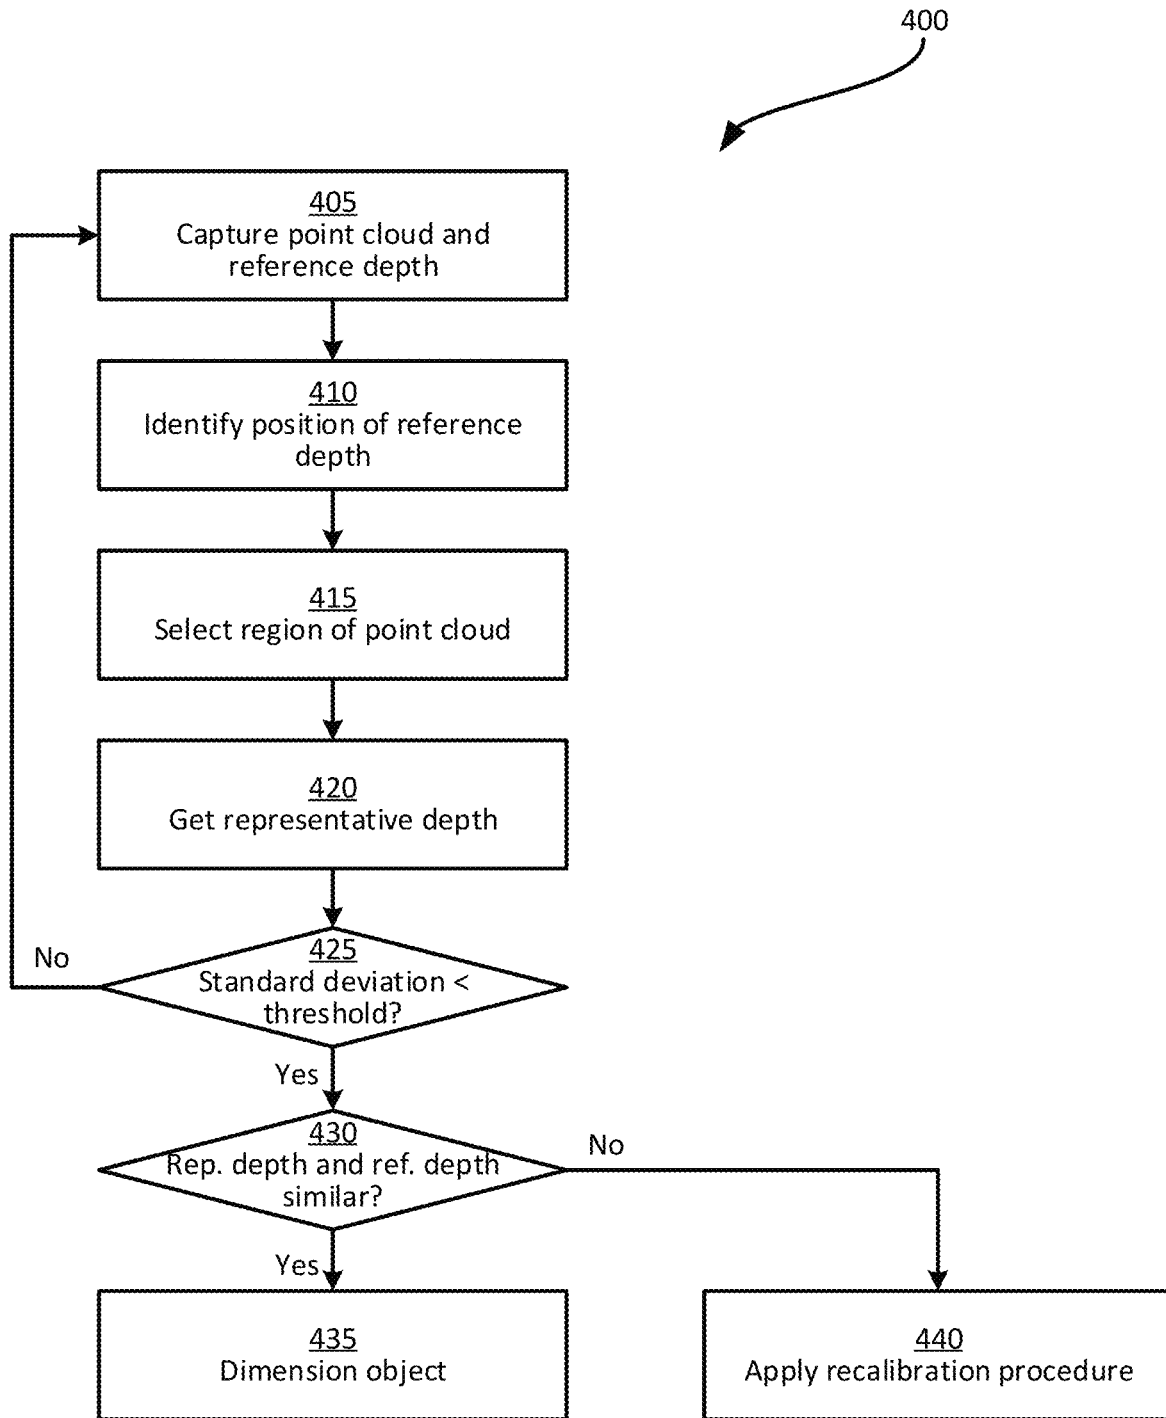 400
405
Capture point cloud and
reference depth
410
Identify position of reference
depth
415
Select region of point cloud
420
Get representative depth
No
425
Standard deviation <
threshold?
Yes
430
Rep. depth and ref. depth
similar?
No
Yes
435
Dimension object
440
Apply recalibration procedure